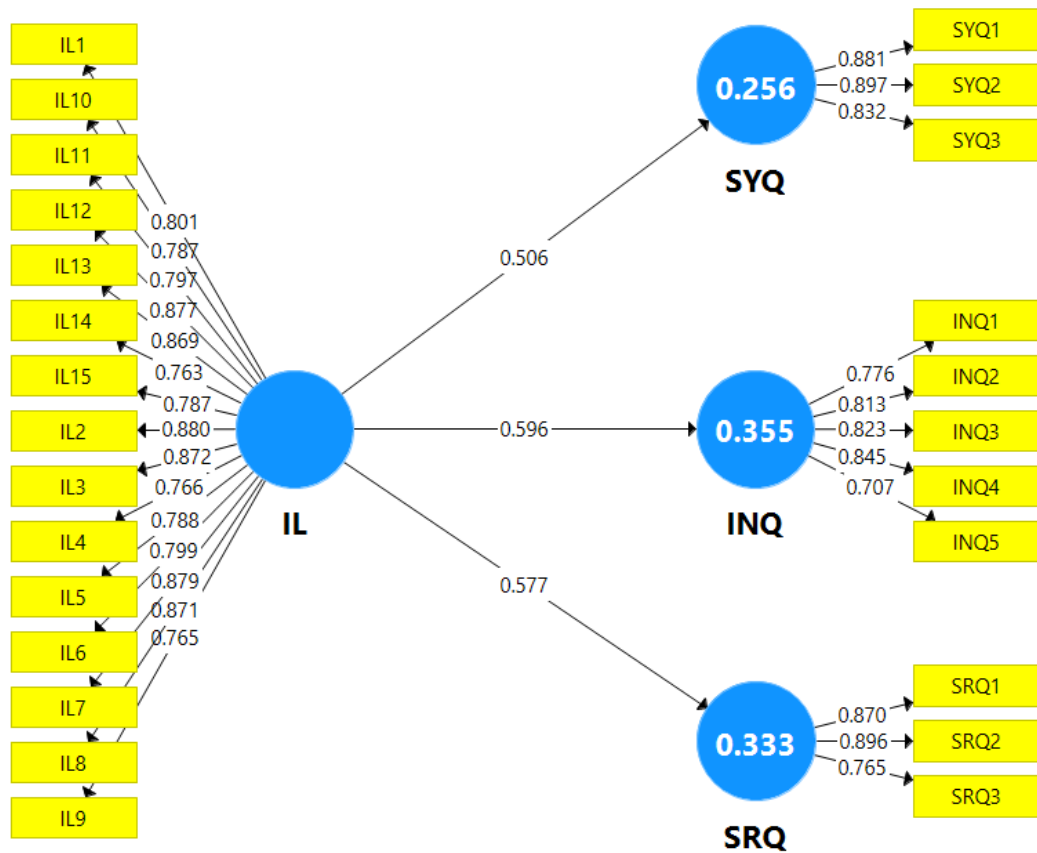 IL1
IL10
IL11
IL12
IL13
IL14
IL15
IL2
IL3
IL4
IL5
IL6
IL7
IL8
IL9
0.801
0.787
0.797
0.877
0.869
0.763
0.787
0.880
0.872
0.766
0.788
0.799
0.879
0.871
0.765
IL
0.506
0.596
0.577
0.256
SYQ
0.881
0.897
0.832
SYQ1
SYQ2
SYQ3
0.355
INQ
0.776
0.813
0.823
0.845
0.707
INQ1
INQ2
INQ3
INQ4
INQ5
0.333
SRQ
0.870
0.896
0.765
SRQ1
SRQ2
SRQ3